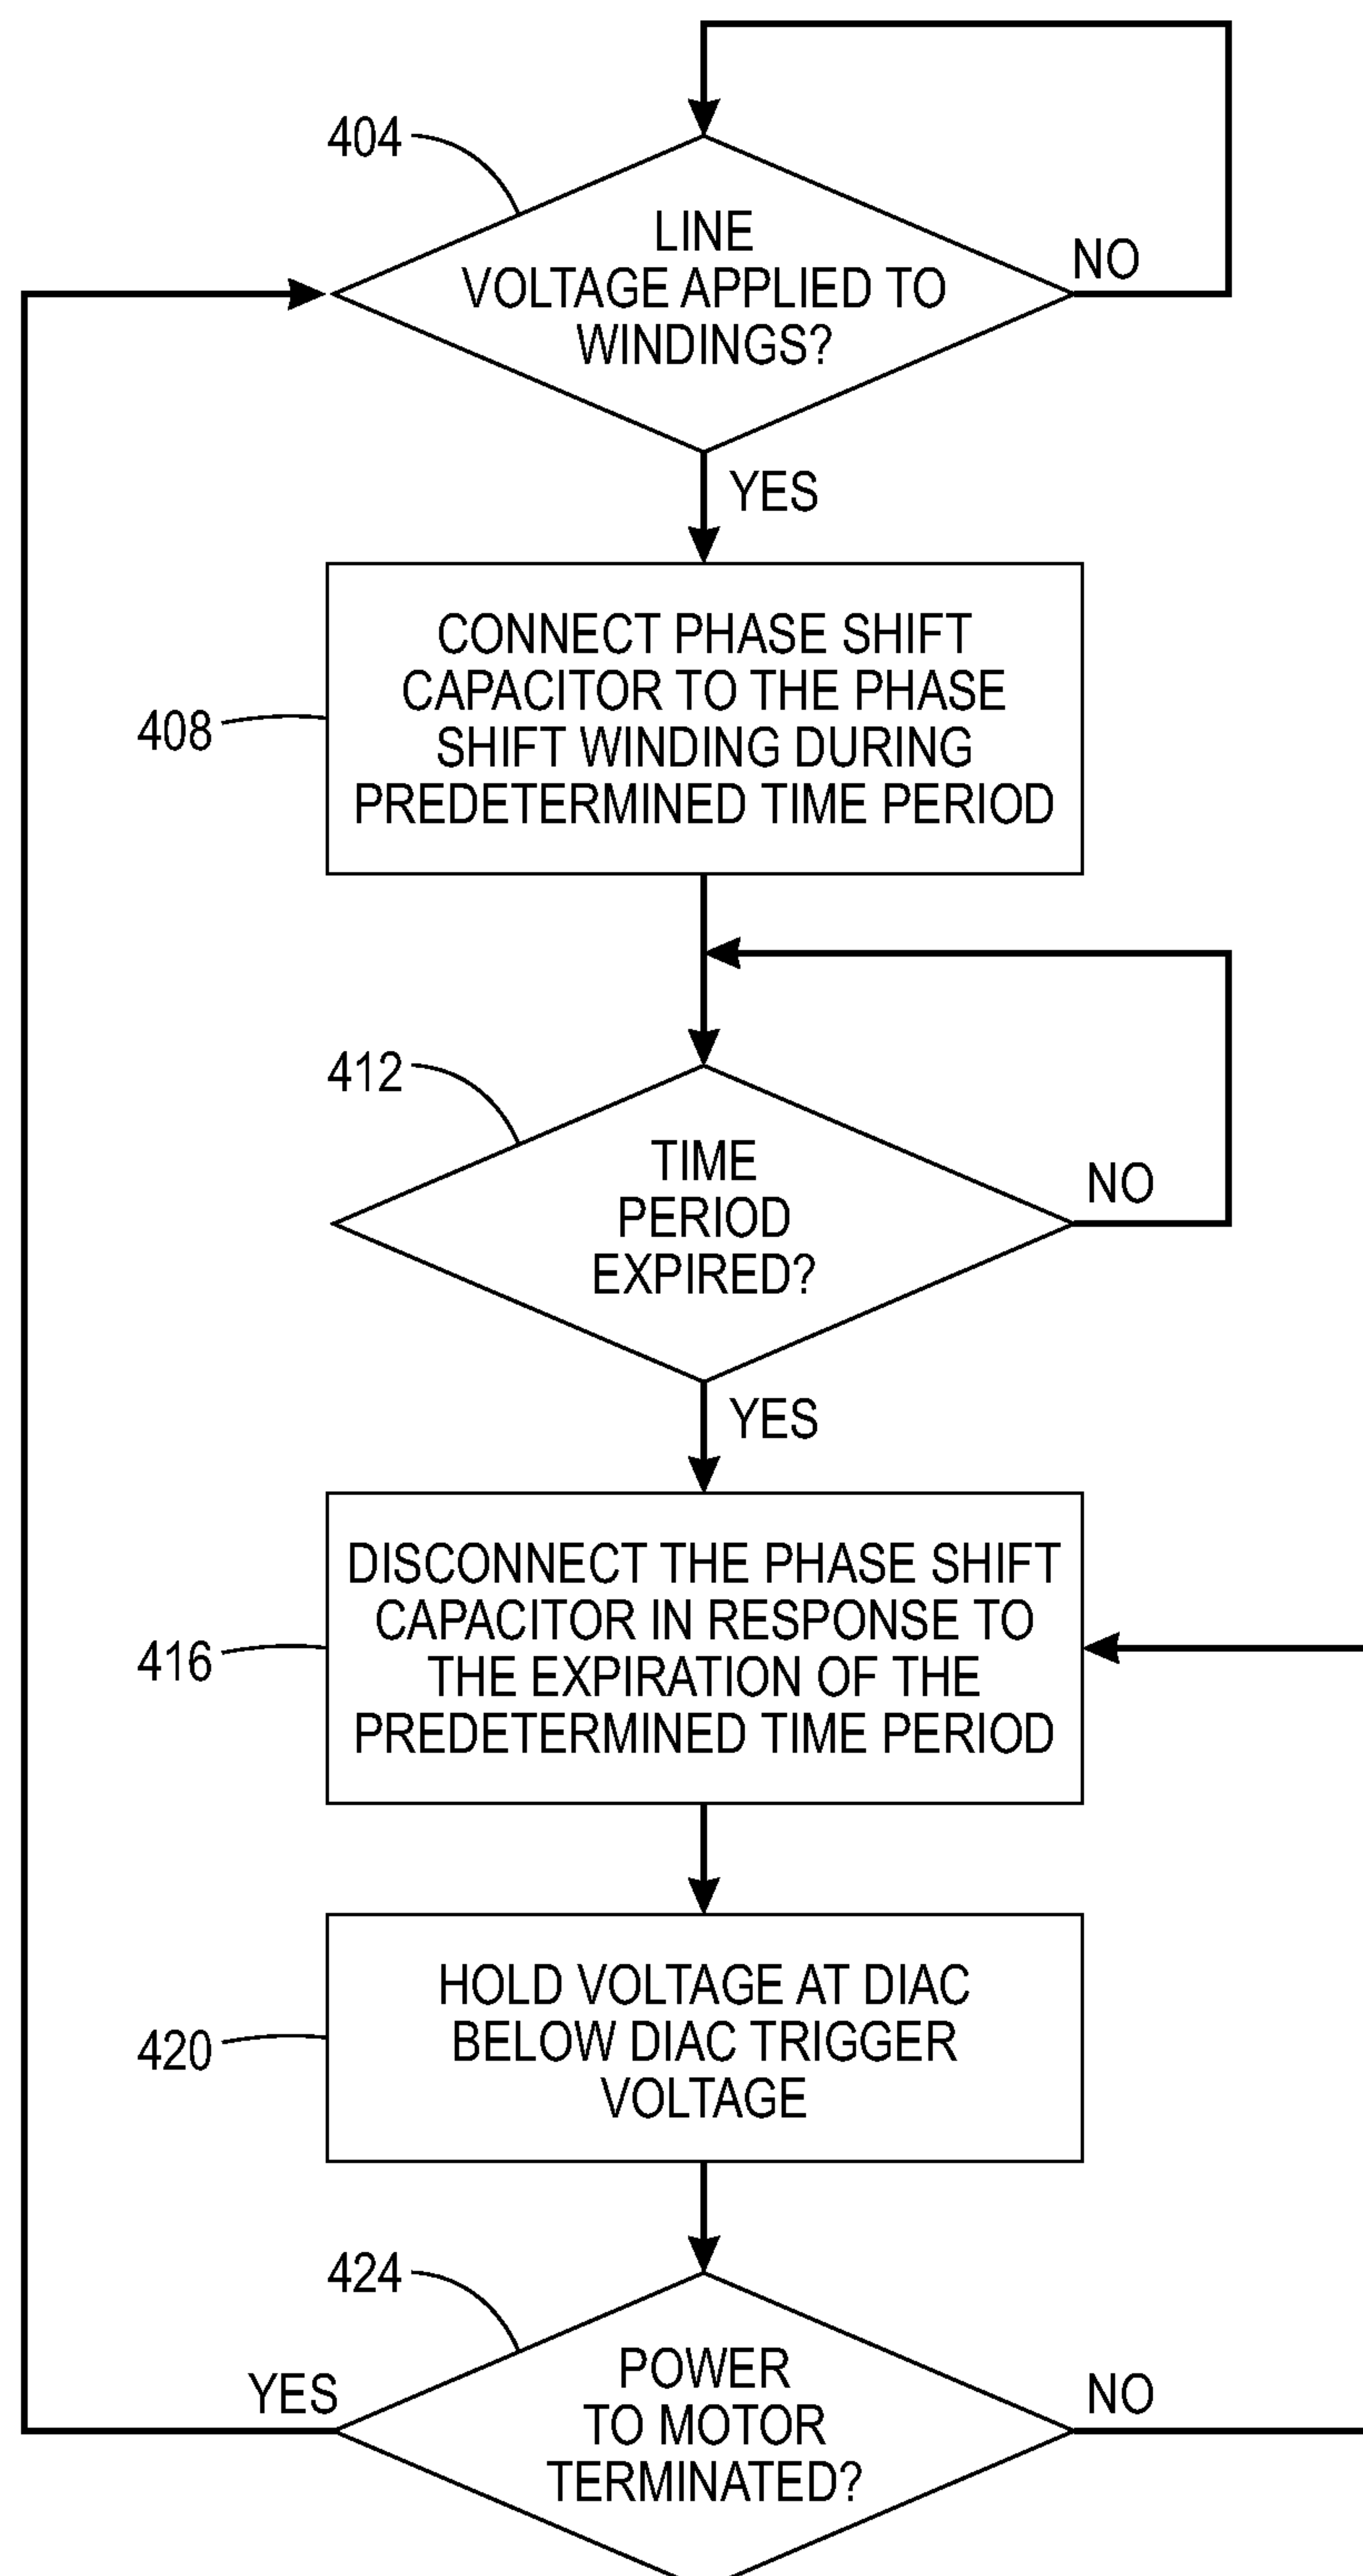 404
LINE
VOLTAGE APPLIED TO
WINDINGS?
NO
YES
408
CONNECT PHASE SHIFT
CAPACITOR TO THE PHASE
SHIFT WINDING DURING
PREDETERMINED TIME PERIOD
412
TIME
PERIOD
EXPIRED?
NO
YES
416
DISCONNECT THE PHASE SHIFT
CAPACITOR IN RESPONSE TO
THE EXPIRATION OF THE
PREDETERMINED TIME PERIOD
420
HOLD VOLTAGE AT DIAC
BELOW DIAC TRIGGER
VOLTAGE
424
YES
POWER
TO MOTOR
TERMINATED?
NO